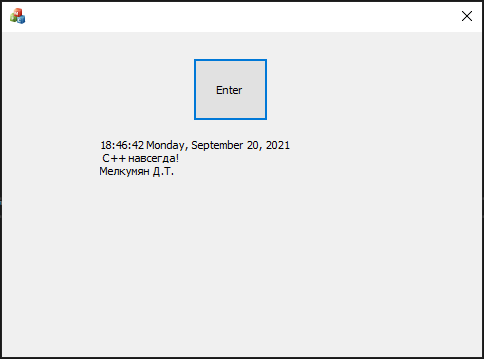 Enter
18:46:42 Monday, September 20, 2021
C++ навсегда!
Мелкумян Д.Т.